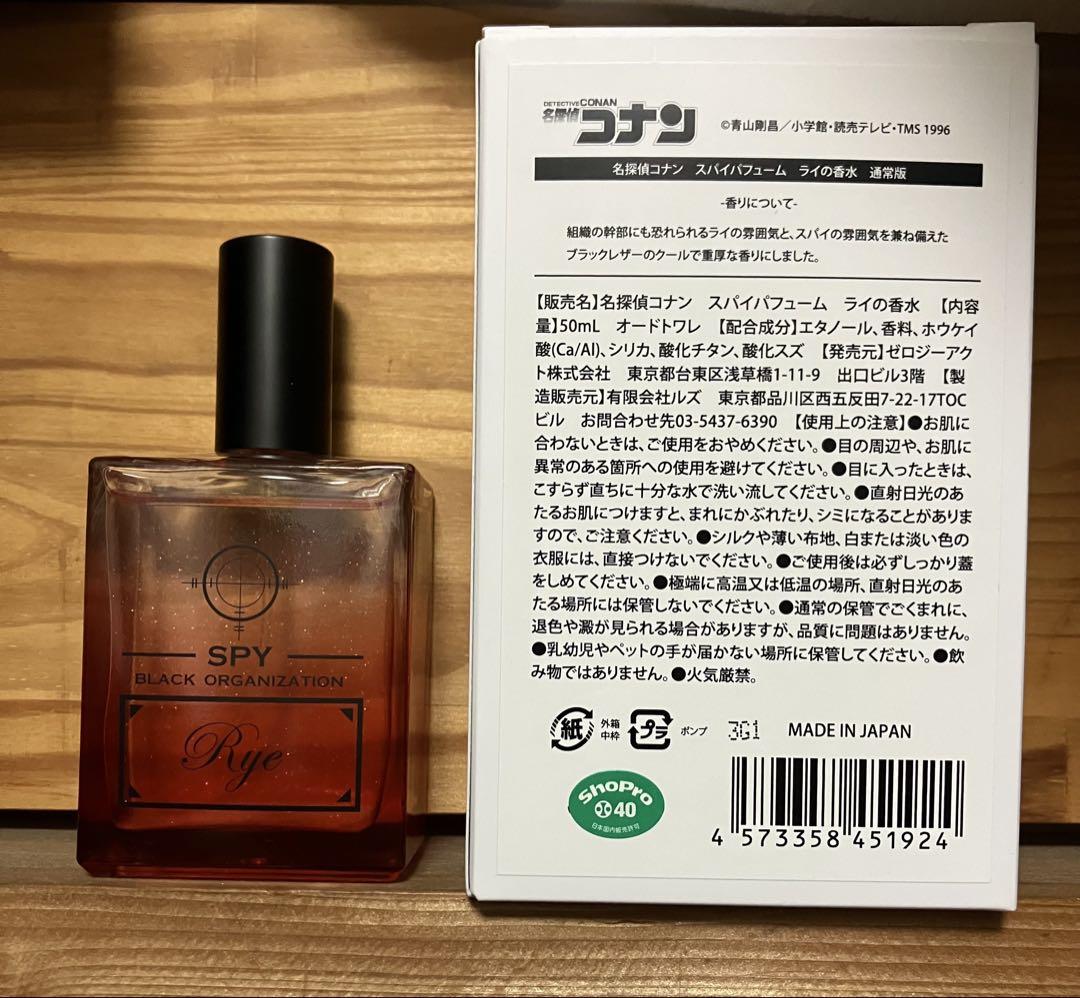 SPY
BLACK ORGANIZATION
Rye
DETECTIVE CONAN
名探偵コナン
©青山剛昌／小学館・読売テレビ・TMS 1996
名探偵コナン　スパイパフューム　ライの香水　通常版
-香りについて-
組織の幹部にも恐れられるライの雰囲気と、スパイの雰囲気を兼ね備えた
ブラックレザーのクールで重厚な香りにしました。
【販売名】名探偵コナン　スパイパフューム　ライの香水　【内容
量】50mL　オードトワレ　【配合成分】エタノール、香料、ホウケイ
酸(Ca/Al)、シリカ、酸化チタン、酸化スズ　【発売元】ゼロジーアク
ト株式会社　東京都台東区浅草橋1-11-9　出口ビル3階　【製
造販売元】有限会社ルズ　東京都品川区西五反田7-22-17TOC
ビル　お問合わせ先03-5437-6390　【使用上の注意】●お肌に
合わないときは、ご使用をおやめください。●目の周辺や、お肌に
異常のある箇所への使用を避けてください。●目に入ったときは、
こすらず直ちに十分な水で洗い流してください。●直射日光のあ
たるお肌につけますと、まれにかぶれたり、シミになることがありま
すので、ご注意ください。●シルクや薄い布地、白または淡い色の
衣服には、直接つけないでください。●ご使用後は必ずしっかり蓋
をしめてください。●極端に高温又は低温の場所、直射日光のあ
たる場所には保管しないでください。●通常の保管でごくまれに、
退色や澱が見られる場合がありますが、品質に問題はありません。
●乳幼児やペットの手が届かない場所に保管してください。●飲
み物ではありません。●火気厳禁。
紙
外箱
中枠
プラ
ポンプ
3G1
MADE IN JAPAN
ShoPro
40
日本国内販売許可
4 573358 451924